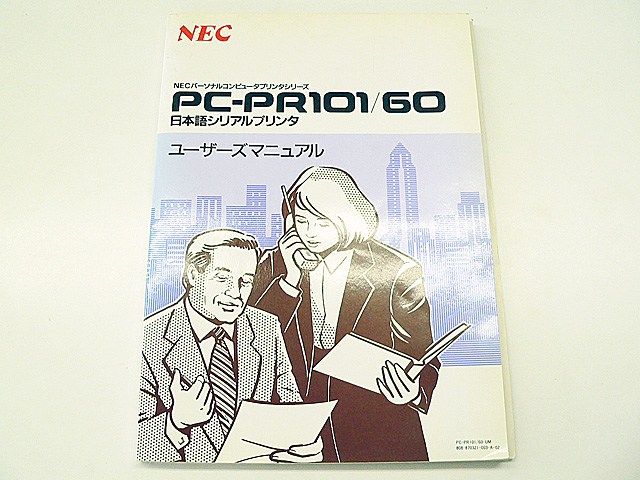 NEC
NECパーソナルコンピュータプリンタシリーズ
PC-PR101/60
日本語シリアルプリンタ
ユーザーズマニュアル
PC-PR101/60-UM